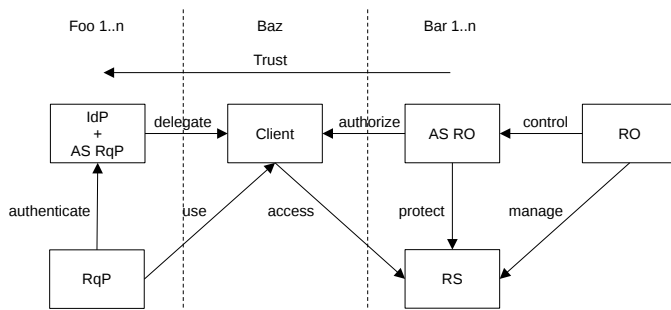 Foo 1..n
Baz
Bar 1..n
Trust
IdP
+
AS RqP
delegate
Client
authorize
AS RO
control
RO
authenticate
use
access
protect
manage
RqP
RS